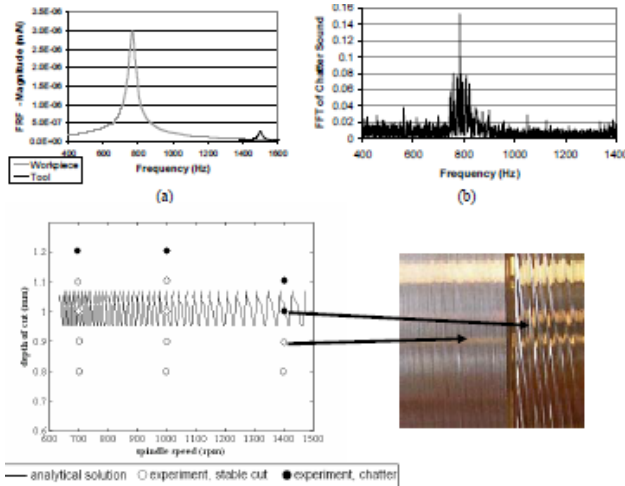 3.5E-06
3.0E-06
2.5E-06
2.0E-06
1.5E-06
1.0E-06
5.0E-07
0.0E+00
FRF - Magnitude (m/N)
400 600 800 1000 1200 1400 1600
Frequency (Hz)
Workpiece
Tool
(a)
0.16
0.14
0.12
0.10
0.08
0.06
0.04
0.02
0
FFT of Chatter Sound
400 600 800 1000 1200 1400
Frequency (Hz)
(b)
1.2
1.1
1
0.9
0.8
0.7
0.6
depth of cut (mm)
600 700 800 900 1000 1100 1200 1300 1400 1500
spindle speed (rpm)
analytical solution experiment, stable cut experiment, chatter